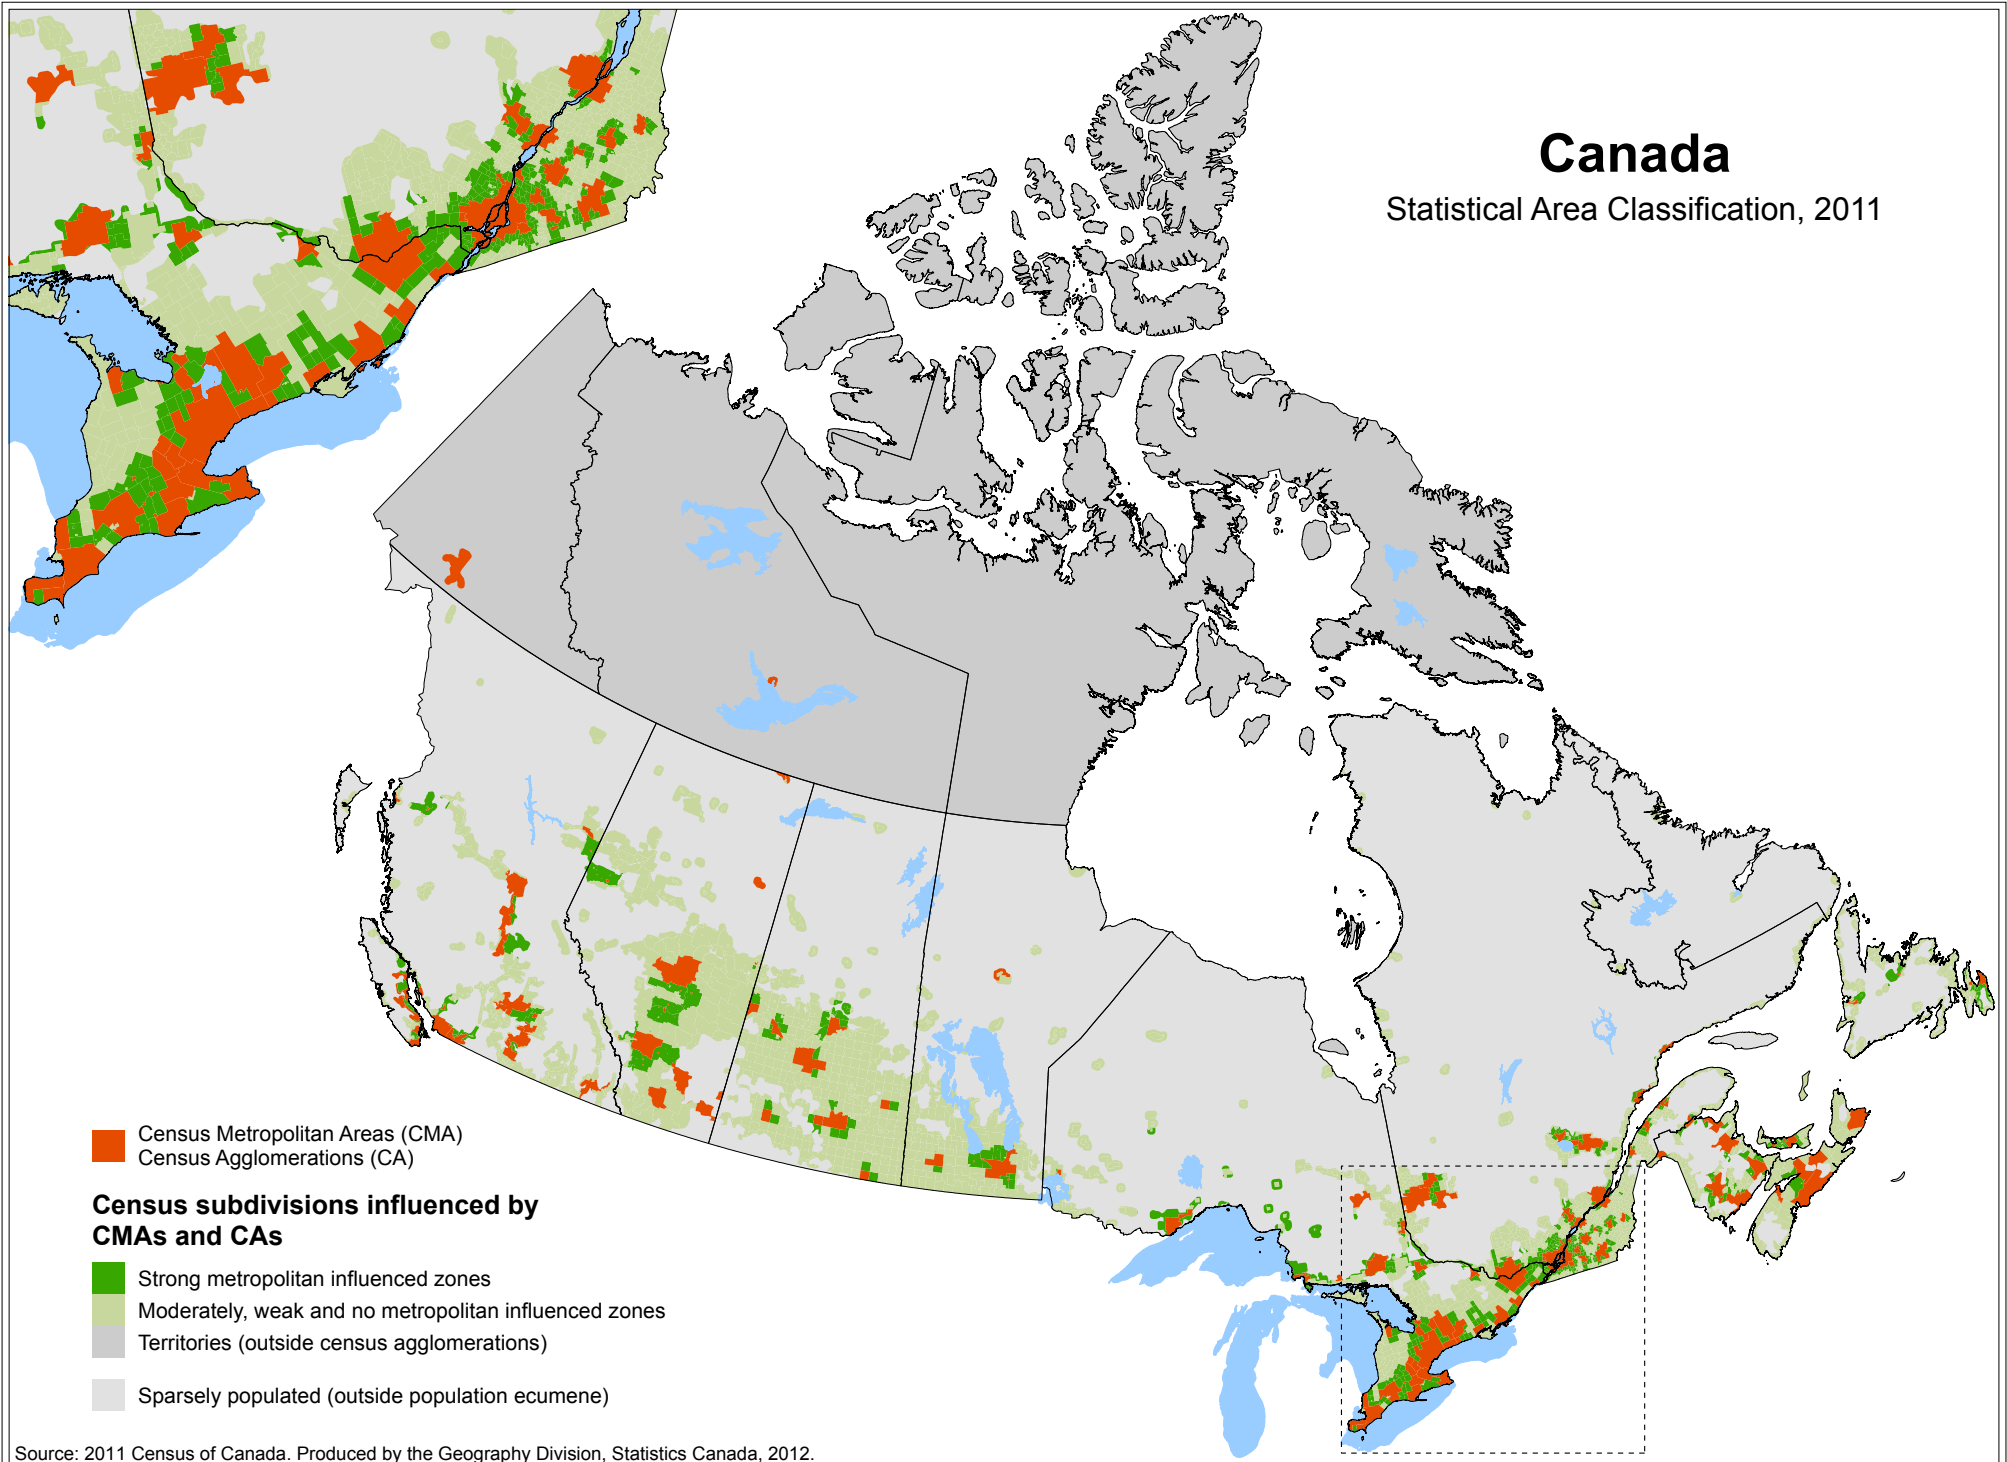 Canada
Statistical Area Classification, 2011
Census Metropolitan Areas (CMA)
Census Agglomerations (CA)
Census subdivisions influenced by
CMAs and CAs
Strong metropolitan influenced zones
Moderately, weak and no metropolitan influenced zones
Territories (outside census agglomerations)
Sparsely populated (outside population ecumene)
Source: 2011 Census of Canada. Produced by the Geography Division, Statistics Canada, 2012.